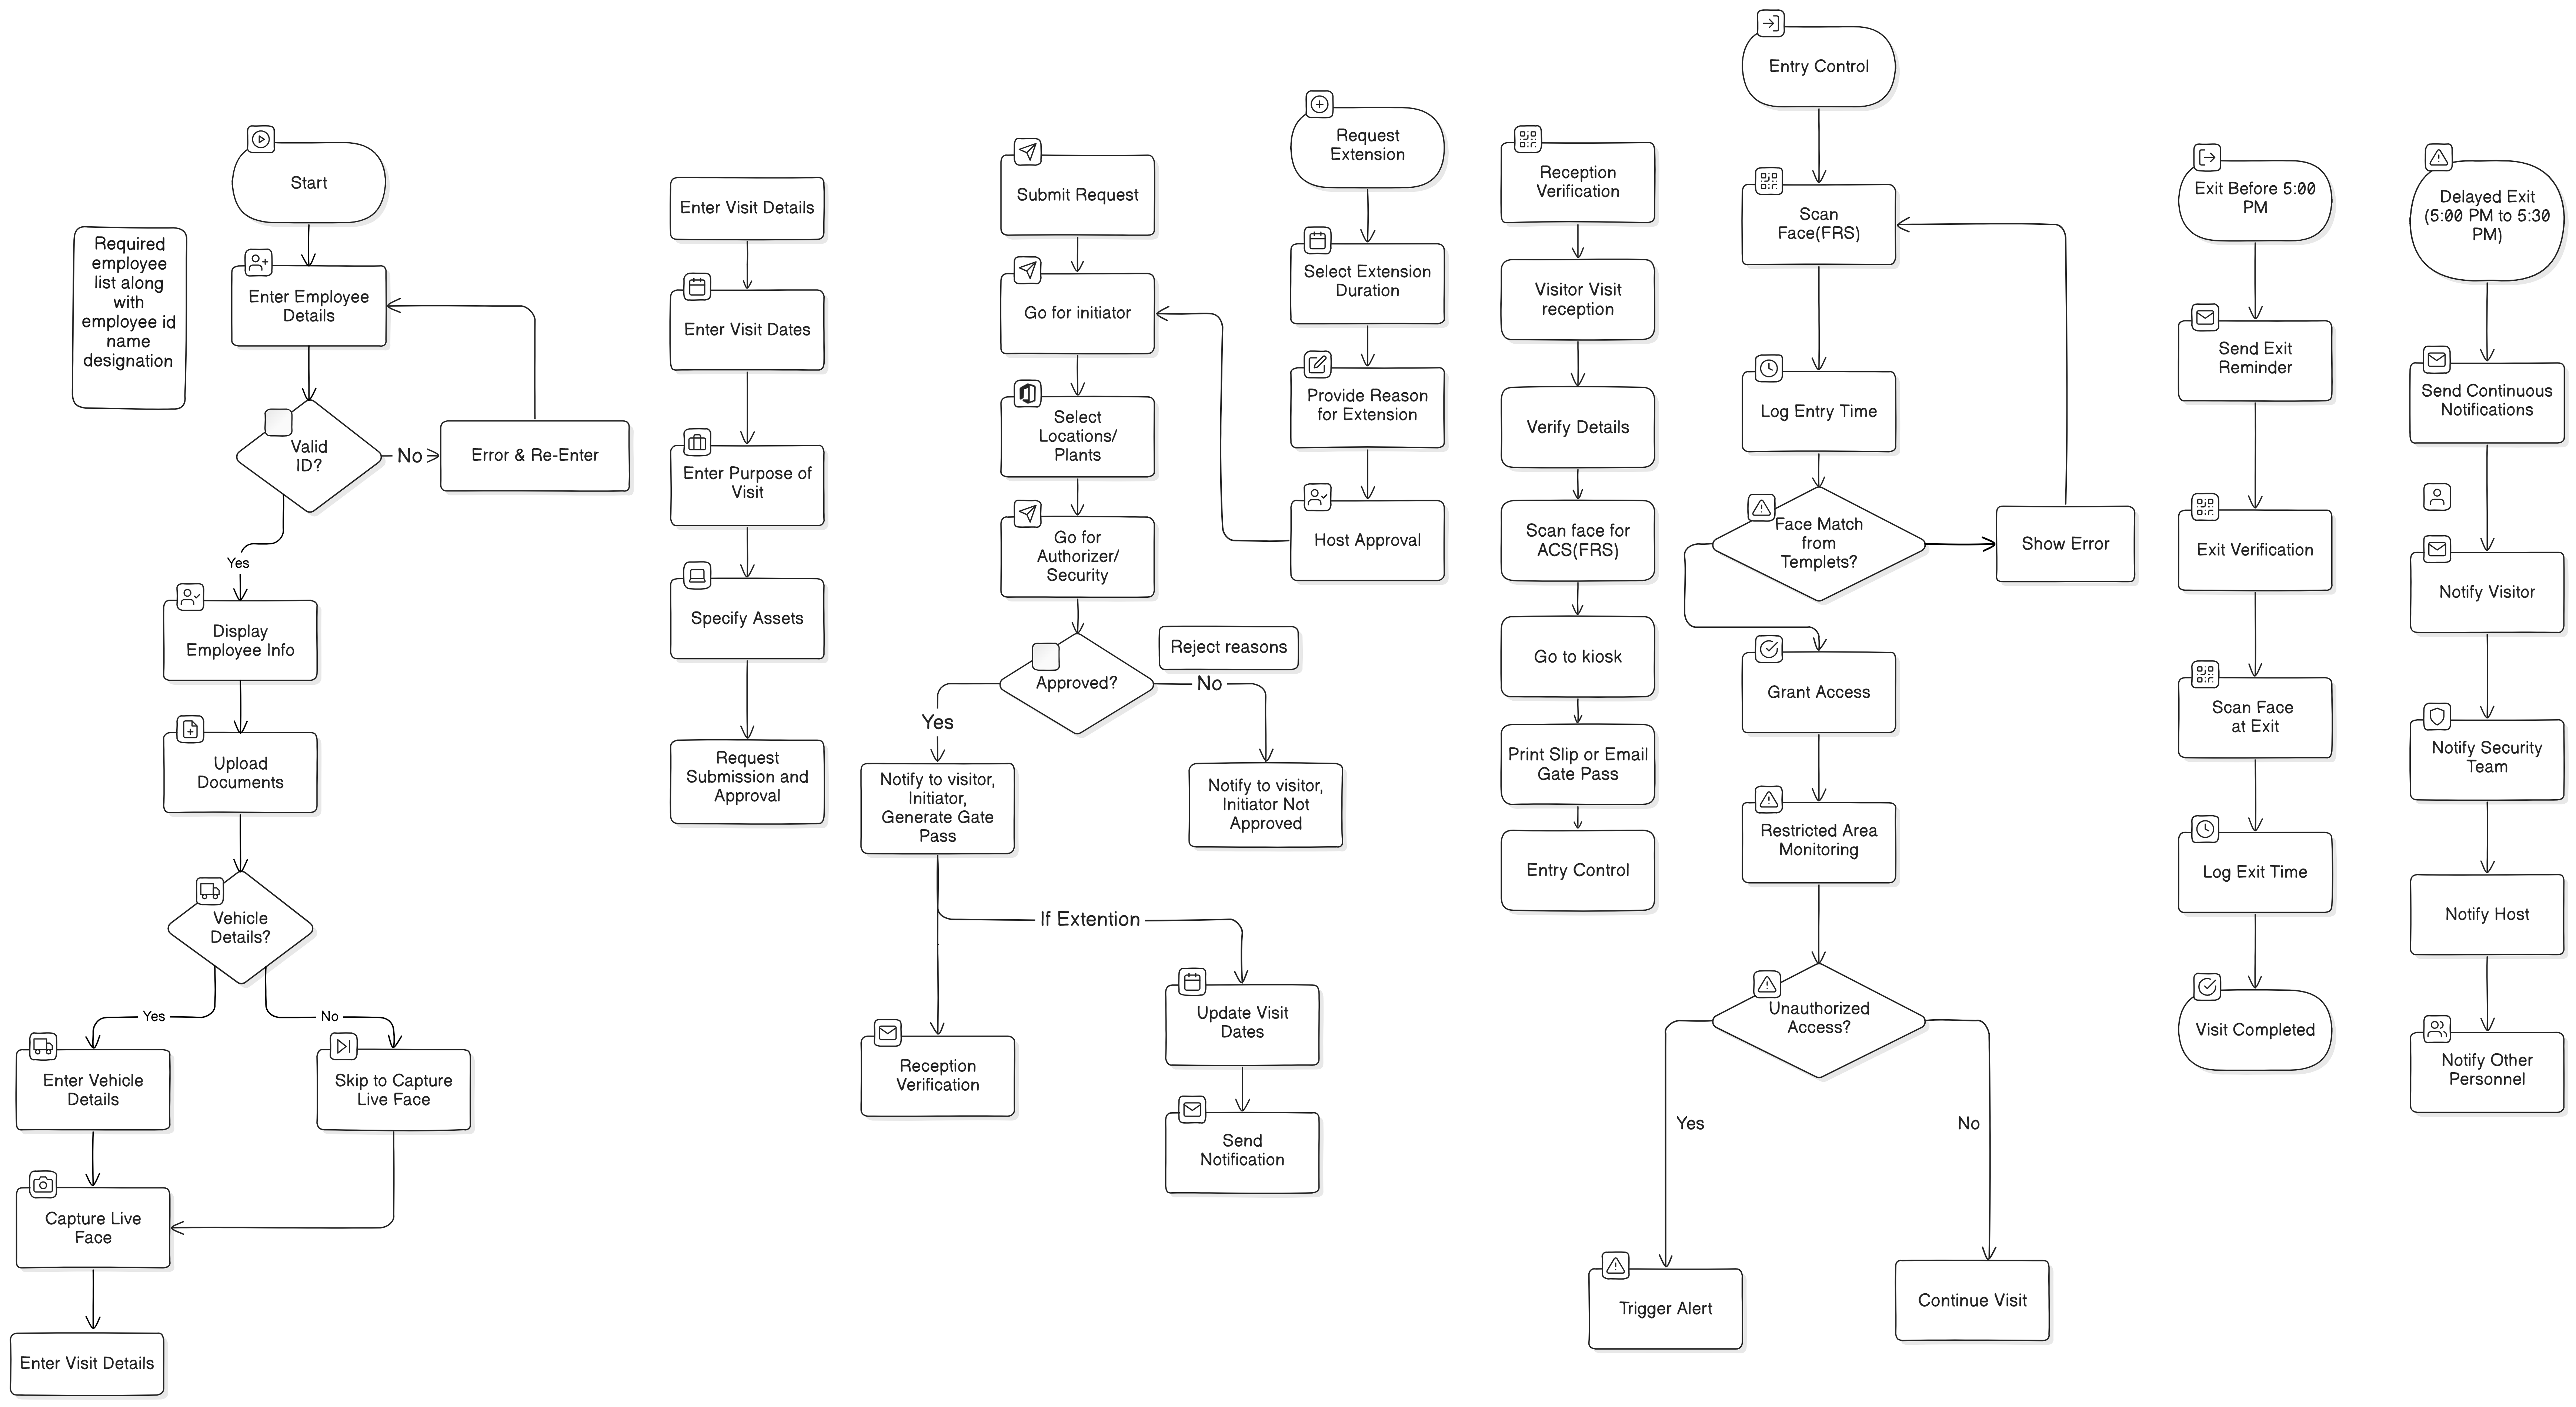 Start
Required
employee
list along
with
employee id
name
designation
Enter Employee
Details
Valid
ID?
No
Error & Re-Enter
Yes
Display
Employee Info
Upload
Documents
Vehicle
Details?
Yes
No
Enter Vehicle
Details
Skip to Capture
Live Face
Capture Live
Face
Enter Visit Details
Enter Visit Details
Enter Visit Dates
Enter Purpose of
Visit
Specify Assets
Request
Submission and
Approval
Submit Request
Go for initiator
Select
Locations/
Plants
Go for
Authorizer/
Security
Approved?
Reject reasons
No
Yes
Notify to visitor,
Initiator,
Generate Gate
Pass
Notify to visitor,
Initiator Not
Approved
If Extention
Reception
Verification
Update Visit
Dates
Send
Notification
Request
Extension
Select Extension
Duration
Provide Reason
for Extension
Host Approval
Reception
Verification
Visitor Visit
reception
Verify Details
Scan face for
ACS(FRS)
Go to kiosk
Print Slip or Email
Gate Pass
Entry Control
Entry Control
Scan
Face(FRS)
Log Entry Time
Face Match
from
Templets?
Show Error
Grant Access
Restricted Area
Monitoring
Unauthorized
Access?
Yes
No
Trigger Alert
Continue Visit
Exit Before 5:00
PM
Send Exit
Reminder
Exit Verification
Scan Face
at Exit
Log Exit Time
Visit Completed
Delayed Exit
(5:00 PM to 5:30
PM)
Send Continuous
Notifications
Notify Visitor
Notify Security
Team
Notify Host
Notify Other
Personnel